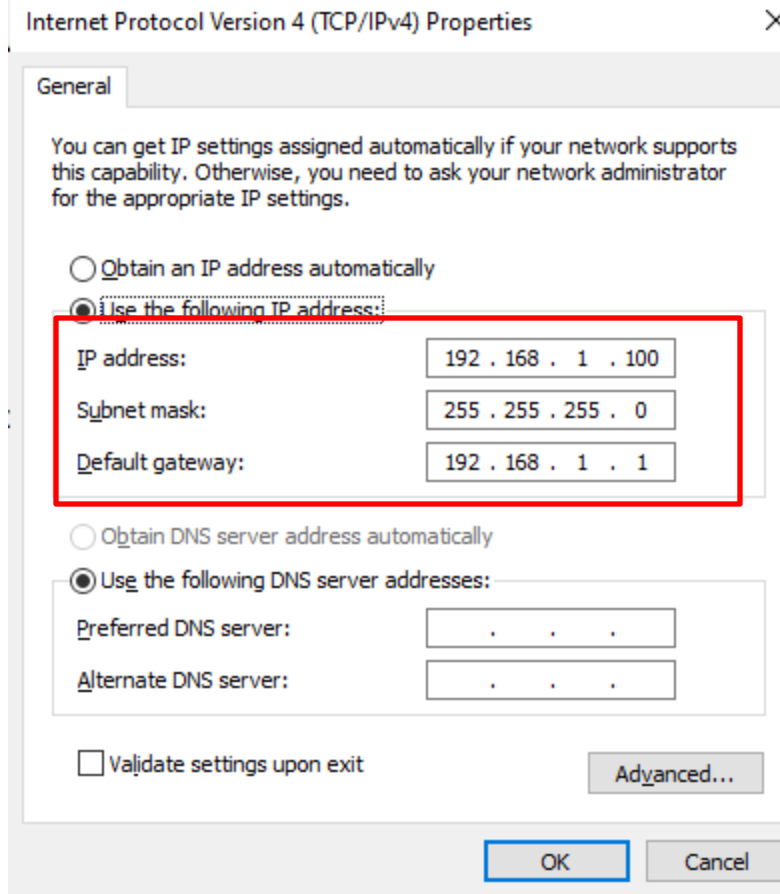 Internet Protocol Version 4 (TCP/IPv4) Properties
General
You can get IP settings assigned automatically if your network supports
this capability. Otherwise, you need to ask your network administrator
for the appropriate IP settings.
Obtain an IP address automatically
Use the following IP address:
IP address: 192 . 168 . 1 . 100
Subnet mask: 255 . 255 . 255 . 0
Default gateway: 192 . 168 . 1 . 1
Obtain DNS server address automatically
Use the following DNS server addresses:
Preferred DNS server: . . .
Alternate DNS server: . . .
Validate settings upon exit
Advanced...
OK Cancel